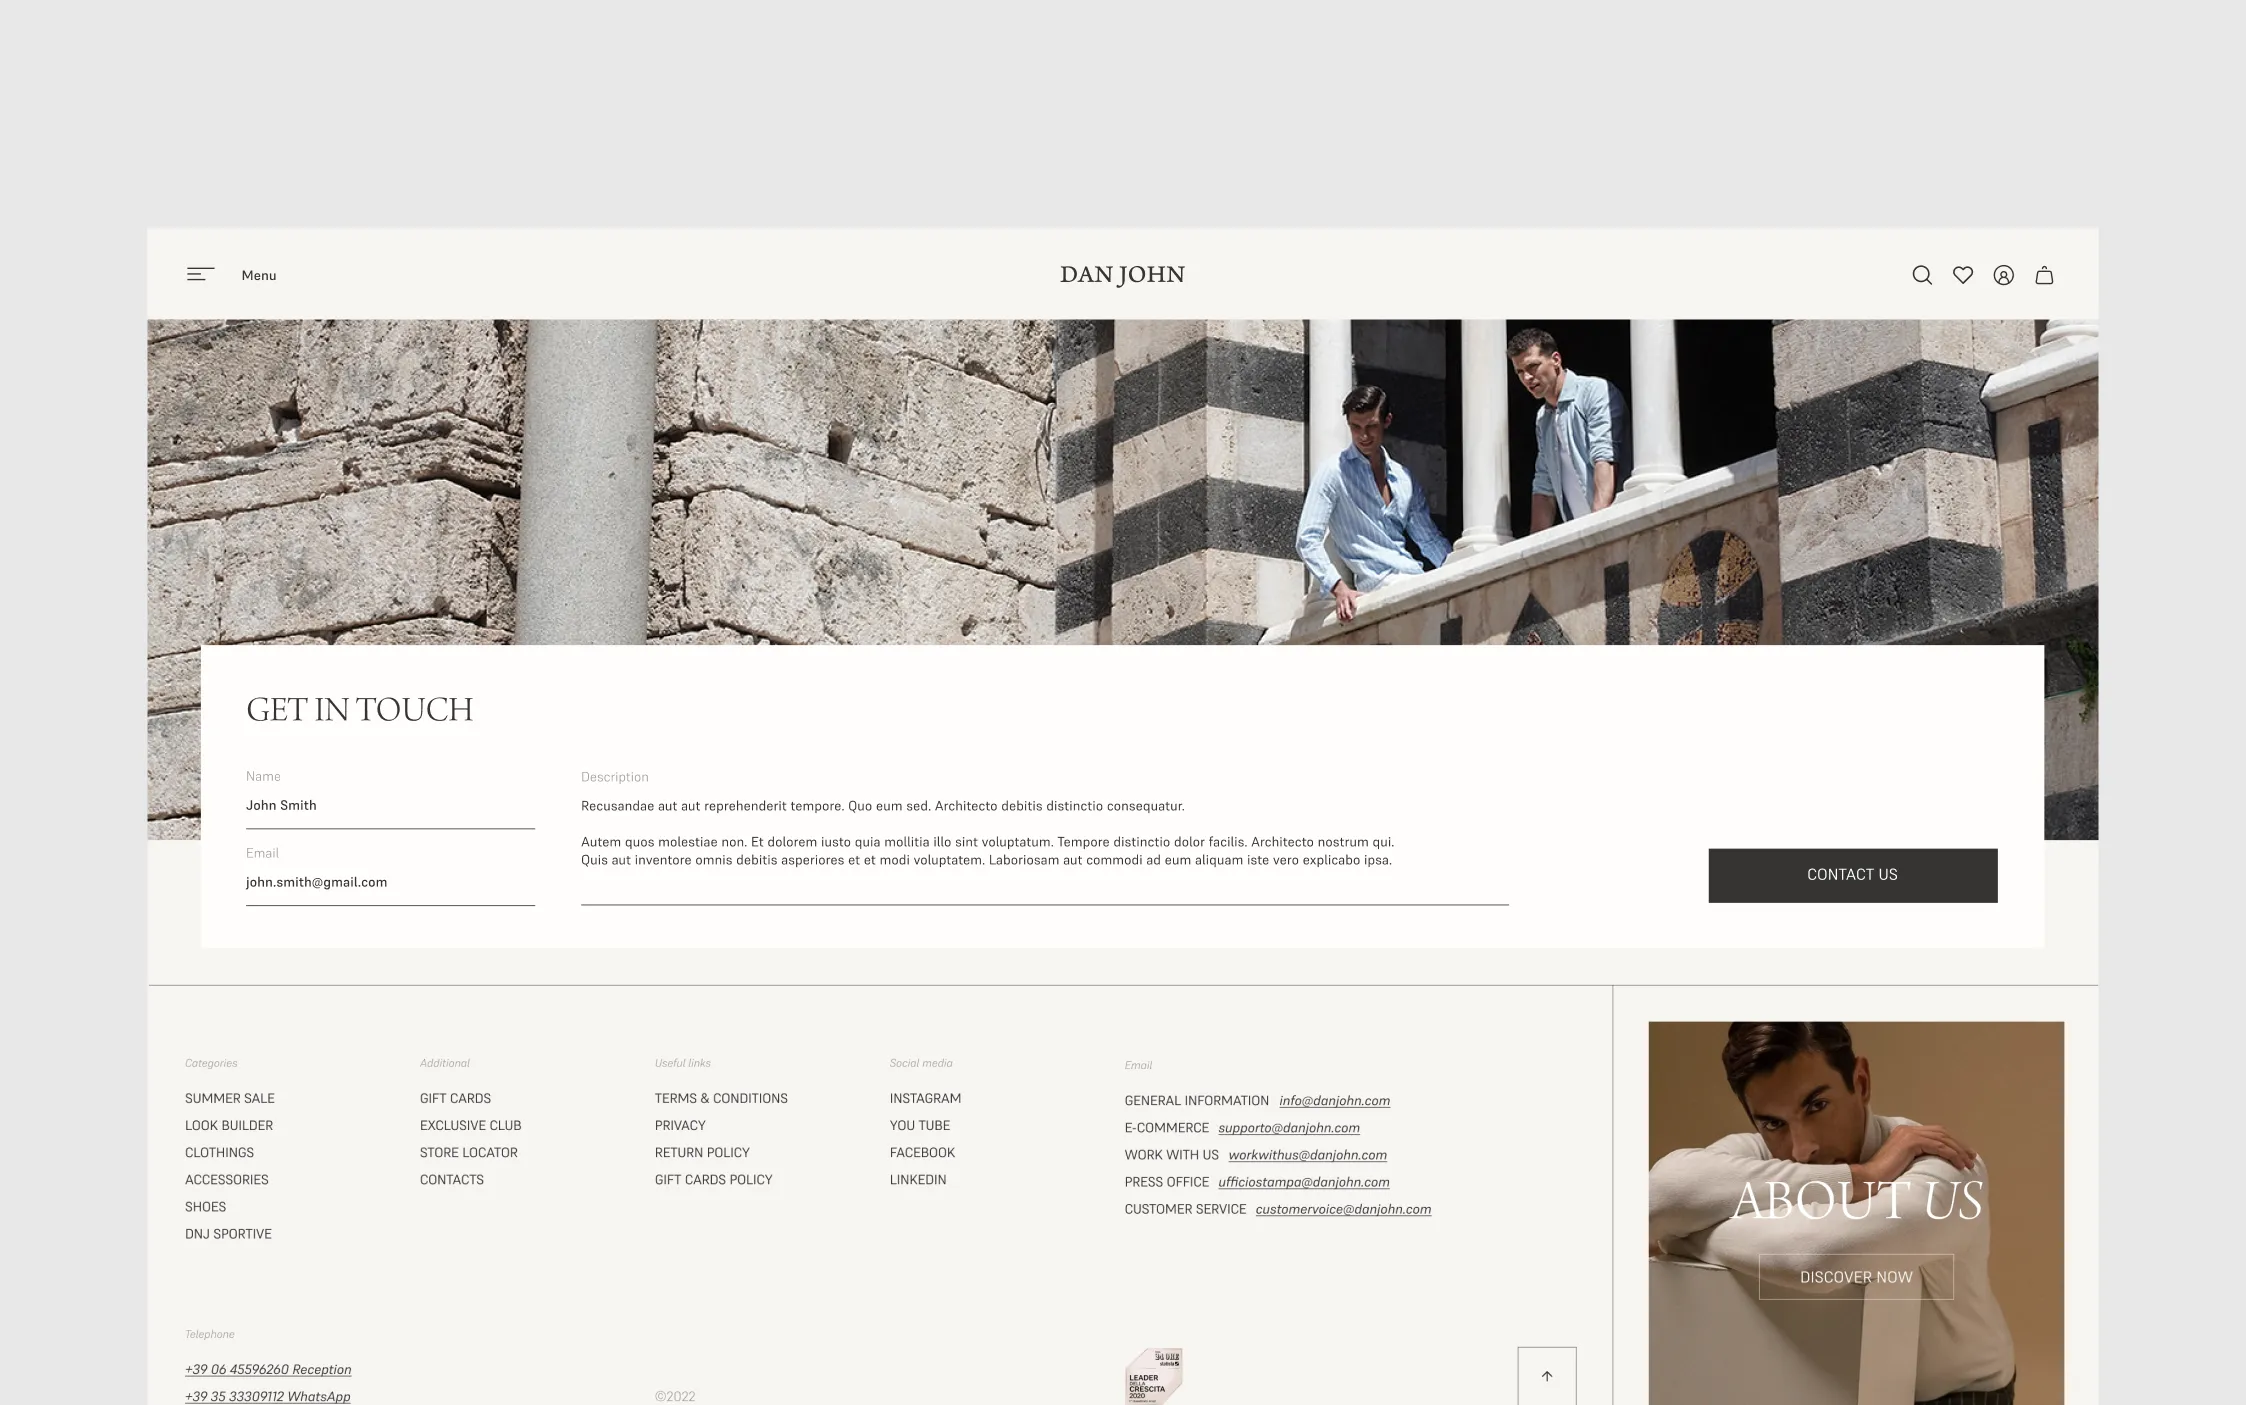 Menu
DAN JOHN
GET IN TOUCH
Name
John Smith
Email
john.smith@gmail.com
Description
Recusandae aut aut reprehenderit tempore. Quo eum sed. Architecto debitis distinctio consequatur.
Autem quos molestiae non. Et dolorem iusto quia mollitia illo sint voluptatum. Tempore distinctio dolor facilis. Architecto nostrum qui.
Quis aut inventore omnis debitis asperiores et et modi voluptatem. Laboriosam aut commodi ad eum aliquam iste vero explicabo ipsa.
CONTACT US
Categories
SUMMER SALE
LOOK BUILDER
CLOTHINGS
ACCESSORIES
SHOES
DNJ SPORTIVE
Additional
GIFT CARDS
EXCLUSIVE CLUB
STORE LOCATOR
CONTACTS
Useful links
TERMS & CONDITIONS
PRIVACY
RETURN POLICY
GIFT CARDS POLICY
Social media
INSTAGRAM
YOU TUBE
FACEBOOK
LINKEDIN
Email
GENERAL INFORMATION info@danjohn.com
E-COMMERCE supporto@danjohn.com
WORK WITH US workwithus@danjohn.com
PRESS OFFICE ufficiostampa@danjohn.com
CUSTOMER SERVICE customervoice@danjohn.com
ABOUT US
DISCOVER NOW
Telephone
+39 06 45596260 Reception
+39 35 33309112 WhatsApp
©2022
24 ORE
statista
LEADER
DELLA
CRESCITA
2020